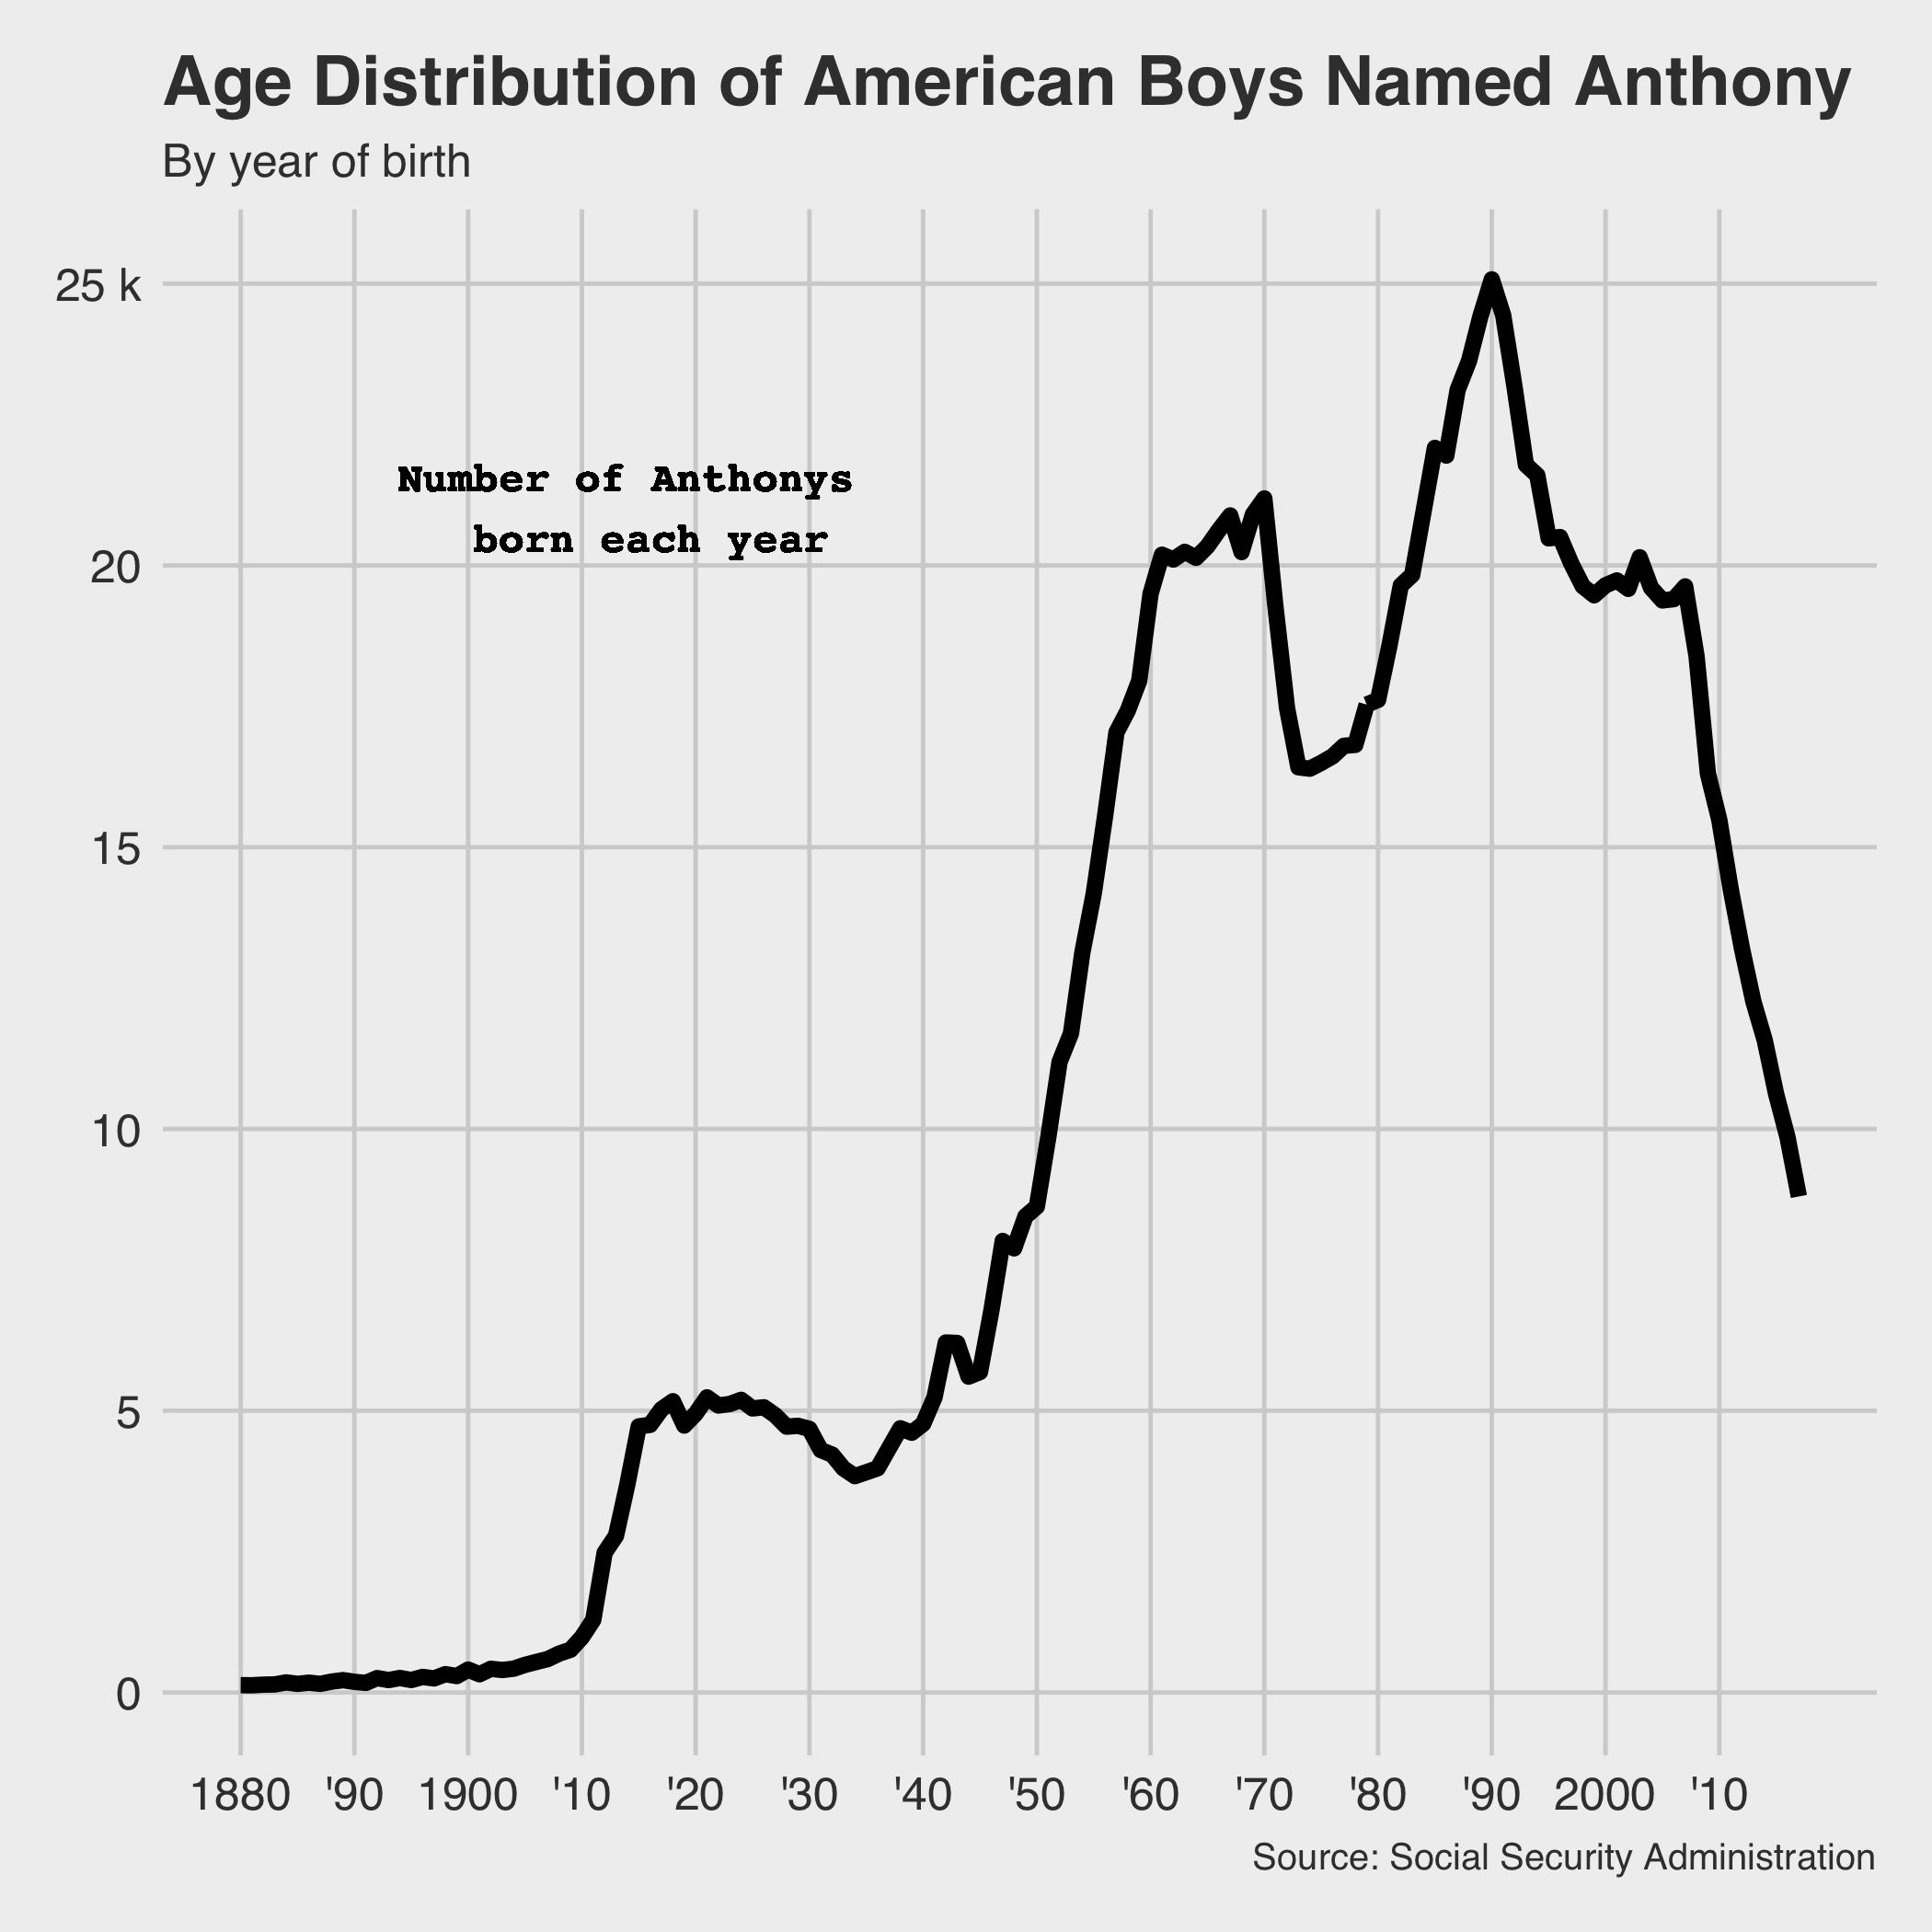 Age Distribution of American Boys Named Anthony
By year of birth
25 k
Number of Anthonys
born each year
20
15
10
5
0
1880 '90 1900 '10 '20 '30 '40 '50 '60 '70 '80 '90 2000 '10
Source: Social Security Administration